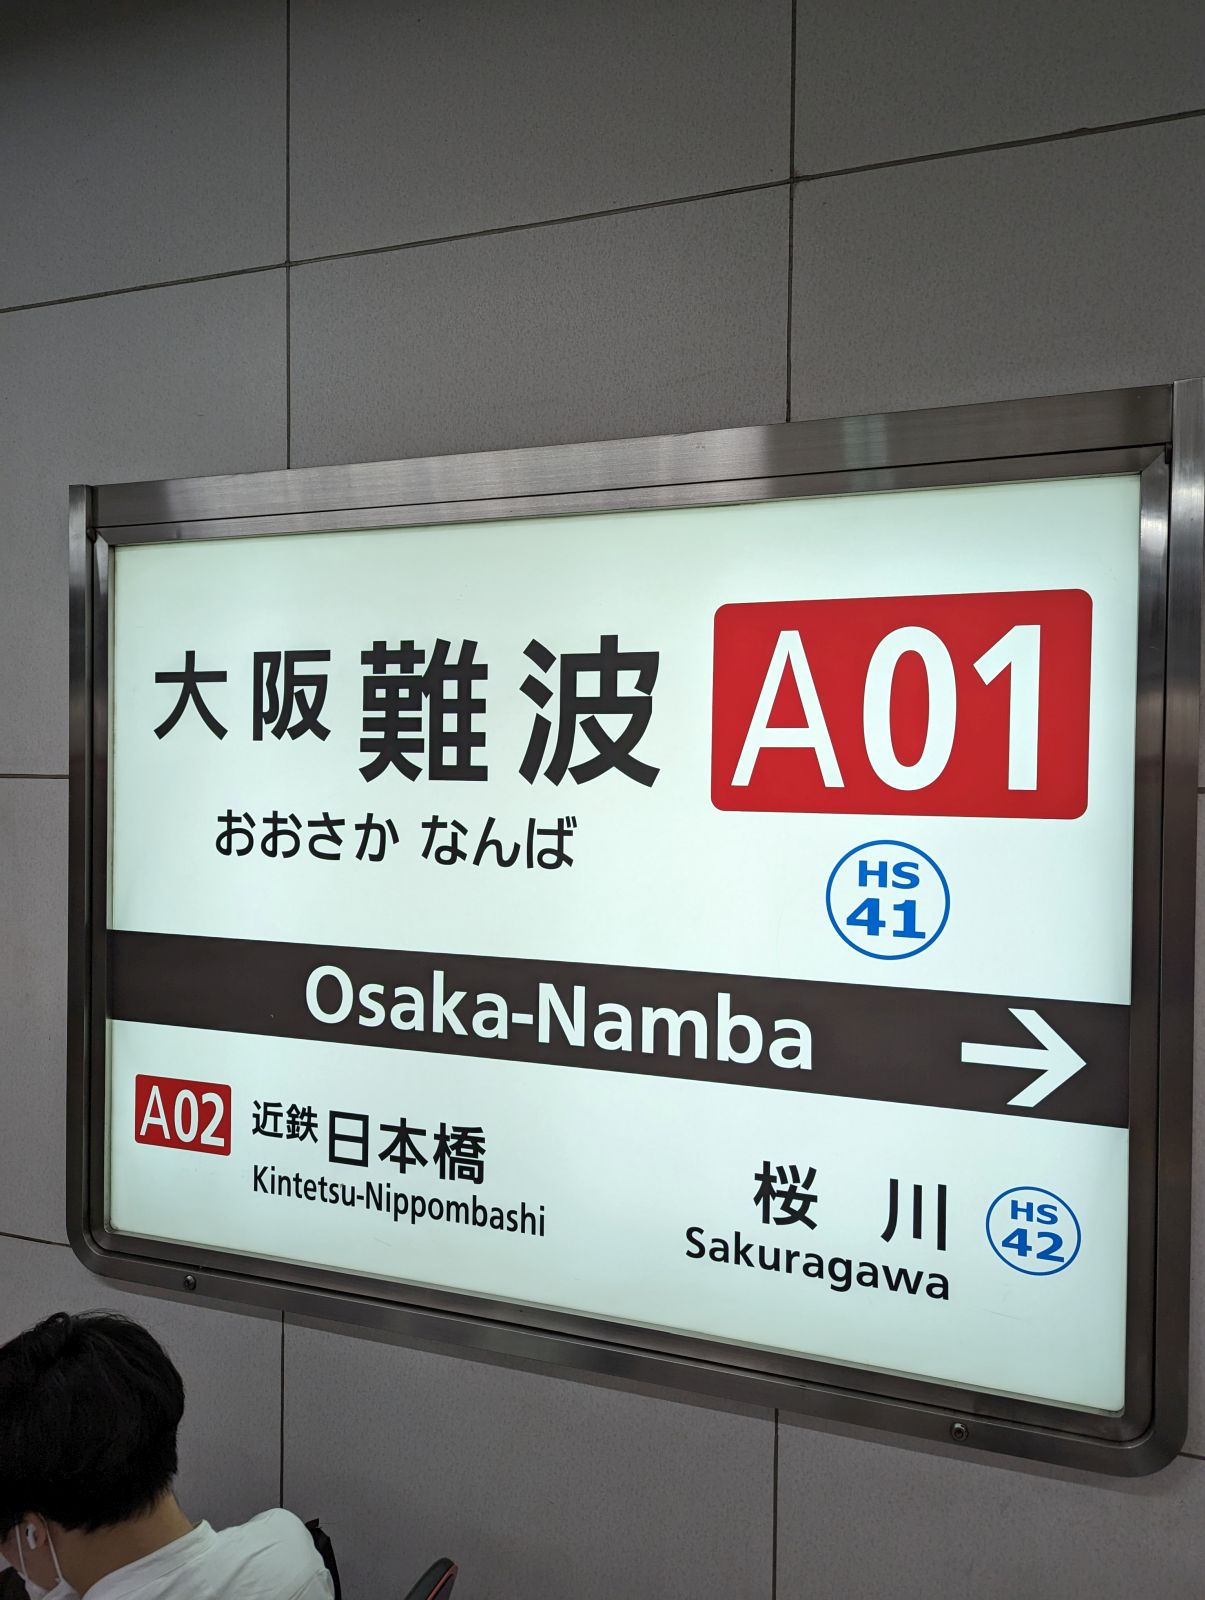 大阪難波 A01
おおさか なんば
HS
41
Osaka-Namba →
A02 近鉄日本橋
Kintetsu-Nippombashi
桜川
Sakuragawa
HS
42